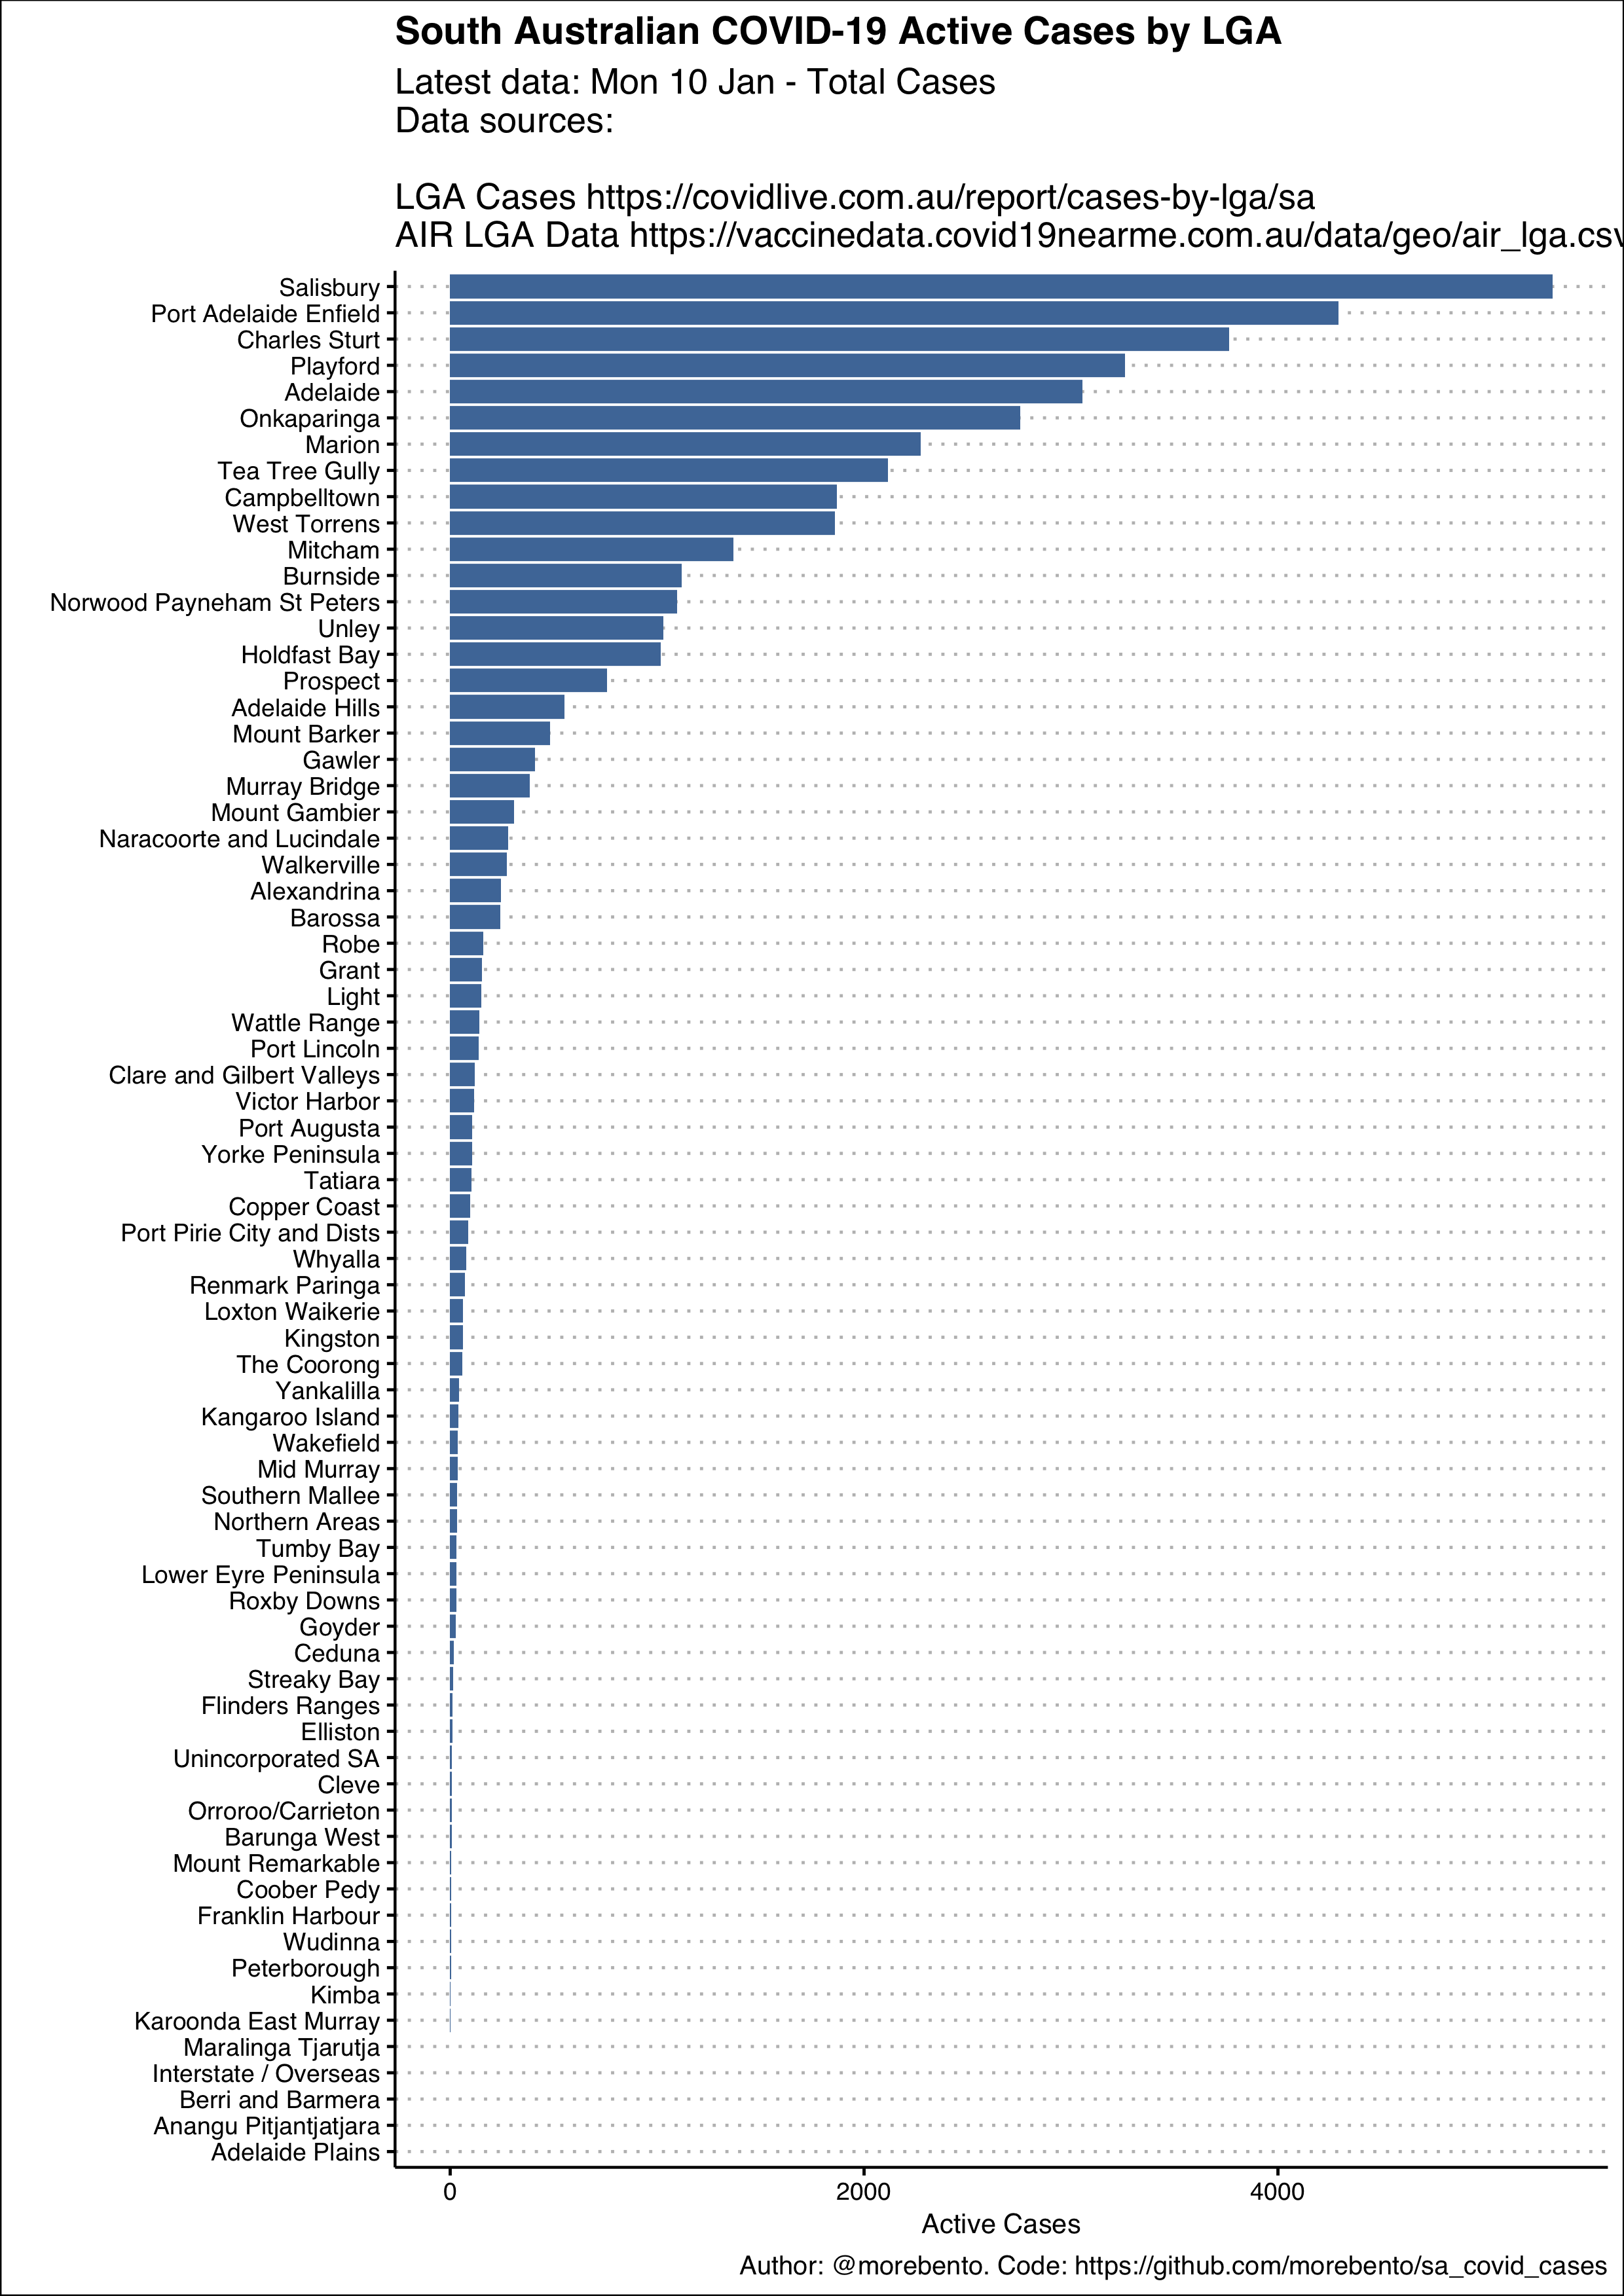 South Australian COVID-19 Active Cases by LGA
Latest data: Mon 10 Jan - Total Cases
Data sources:
LGA Cases https://covidlive.com.au/report/cases-by-lga/sa
AIR LGA Data https://vaccinedata.covid19nearme.com.au/data/geo/air_lga.csv
Salisbury
Port Adelaide Enfield
Charles Sturt
Playford
Adelaide
Onkaparinga
Marion
Tea Tree Gully
Campbelltown
West Torrens
Mitcham
Burnside
Norwood Payneham St Peters
Unley
Holdfast Bay
Prospect
Adelaide Hills
Mount Barker
Gawler
Murray Bridge
Mount Gambier
Naracoorte and Lucindale
Walkerville
Alexandrina
Barossa
Robe
Grant
Light
Wattle Range
Port Lincoln
Clare and Gilbert Valleys
Victor Harbor
Port Augusta
Yorke Peninsula
Tatiara
Copper Coast
Port Pirie City and Dists
Whyalla
Renmark Paringa
Loxton Waikerie
Kingston
The Coorong
Yankalilla
Kangaroo Island
Wakefield
Mid Murray
Southern Mallee
Northern Areas
Tumby Bay
Lower Eyre Peninsula
Roxby Downs
Goyder
Ceduna
Streaky Bay
Flinders Ranges
Elliston
Unincorporated SA
Cleve
Orroroo/Carrieton
Barunga West
Mount Remarkable
Coober Pedy
Franklin Harbour
Wudinna
Peterborough
Kimba
Karoonda East Murray
Maralinga Tjarutja
Interstate / Overseas
Berri and Barmera
Anangu Pitjantjatjara
Adelaide Plains
0 2000 4000
Active Cases
Author: @morebento. Code: https://github.com/morebento/sa_covid_cases